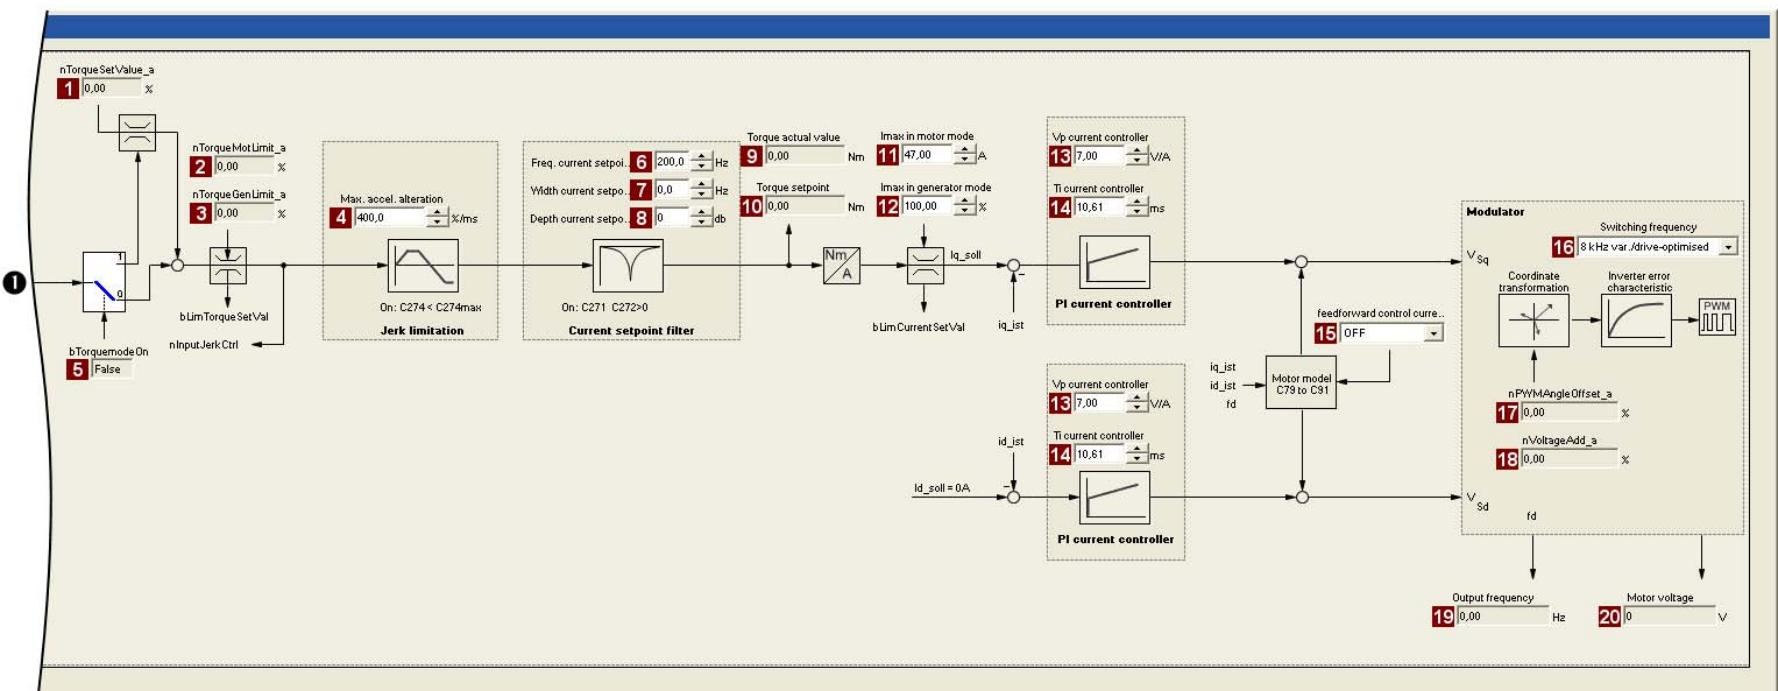 nTorqueSetValue_a
1 0,00 %
nTorqueMotLimit_a
2 0,00 %
nTorqueGenLimit_a
3 0,00 %
1
0
bLimTorqueSetVal
nInputJerkCtrl
bTorquemodeOn
5 False
❶
Max. accel. alteration
4 400,0 %/ms
On: C274 < C274max
Jerk limitation
Freq. current setpoi.. 6 200,0 Hz
Width current setpo.. 7 0,0 Hz
Depth current setpo.. 8 0 db
On: C271 C272>0
Current setpoint filter
Torque actual value
9 0,00 Nm
Torque setpoint
10 0,00 Nm
Nm
A
Imax in motor mode
11 47,00 A
Imax in generator mode
12 100,00 %
Iq_soll
bLimCurrentSetVal
–
iq_ist
Vp current controller
13 7,00 V/A
Ti current controller
14 10,61 ms
PI current controller
Vp current controller
13 7,00 V/A
Ti current controller
14 10,61 ms
PI current controller
id_ist
–
Id_soll = 0A
feedforward control curre..
15 OFF
iq_ist
id_ist
fd
Motor model
C79 to C91
Modulator
Switching frequency
16 8 kHz var./drive-optimised
V Sq
Coordinate
transformation
Inverter error
characteristic
PWM
nPWMAngleOffset_a
17 0,00 %
nVoltageAdd_a
18 0,00 %
V Sd
fd
Output frequency
19 0,00 Hz
Motor voltage
20 0 V